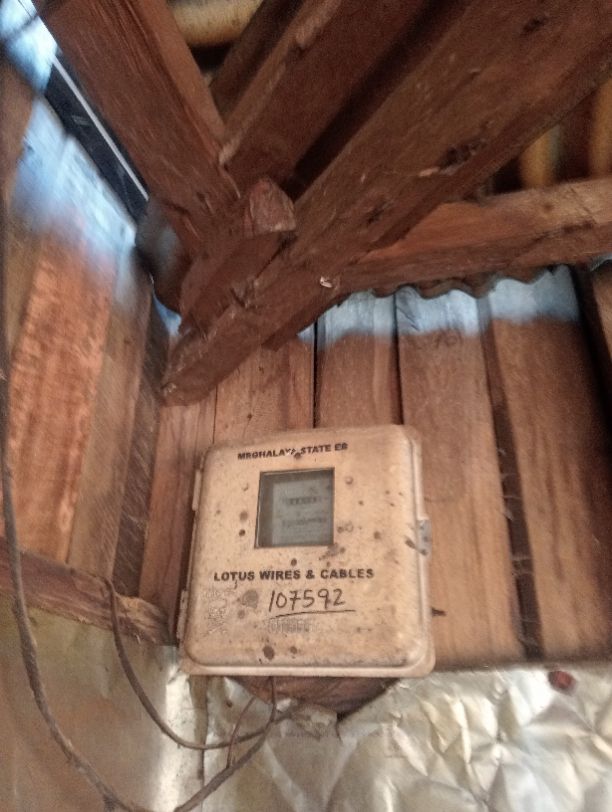 MEGHALAYA STATE EB
LOTUS WIRES & CABLES
107592